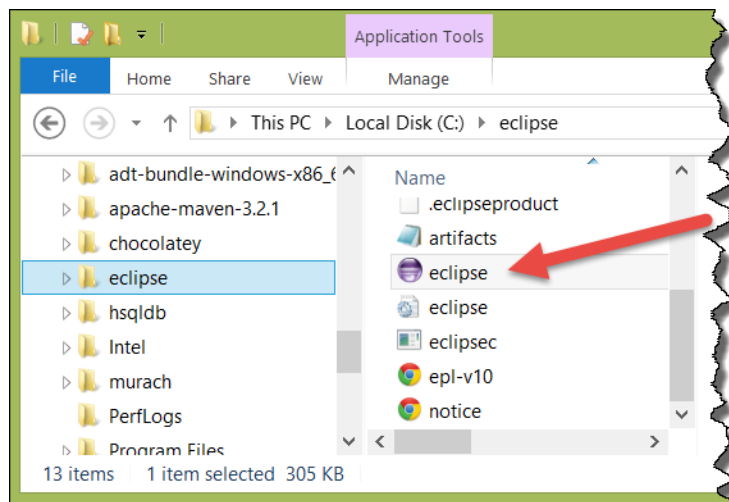 Application Tools
File Home Share View Manage
This PC Local Disk (C:) eclipse
adt-bundle-windows-x86_6
apache-maven-3.2.1
chocolatey
eclipse
hsqldb
Intel
murach
PerfLogs
Program Files
Name
.eclipseproduct
artifacts
eclipse
eclipse
eclipsec
epl-v10
notice
13 items 1 item selected 305 KB